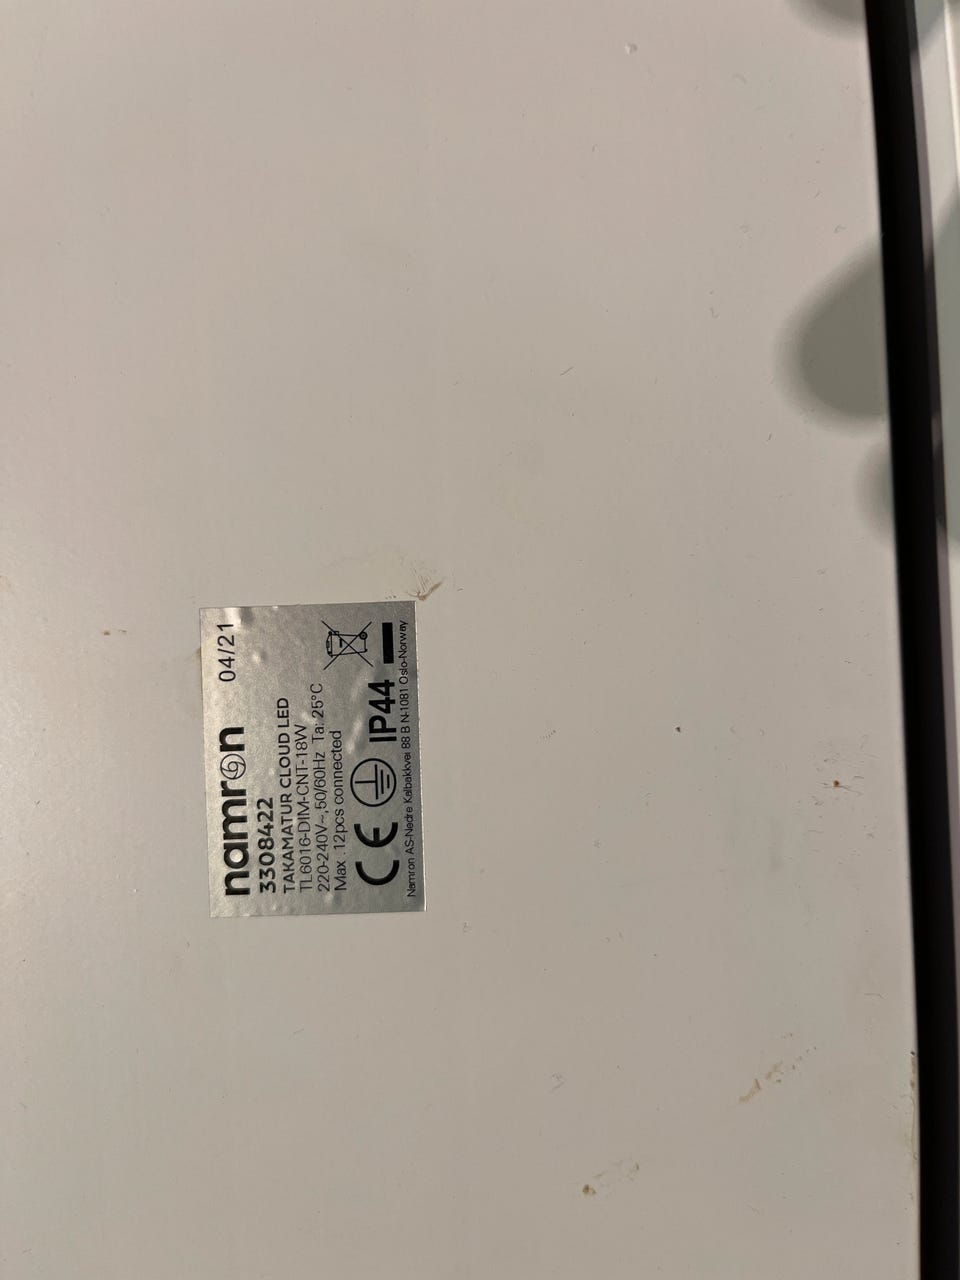 namron 04/21
3308422
TAKAMATUR CLOUD LED
TL6016-DIM-CNT-18W
220-240V~,50/60Hz Ta: 25°C
Max .12pcs connected
CE IP44
Namron AS-Nedre Kalbakkvei 88 B N-1081 Oslo-Norway